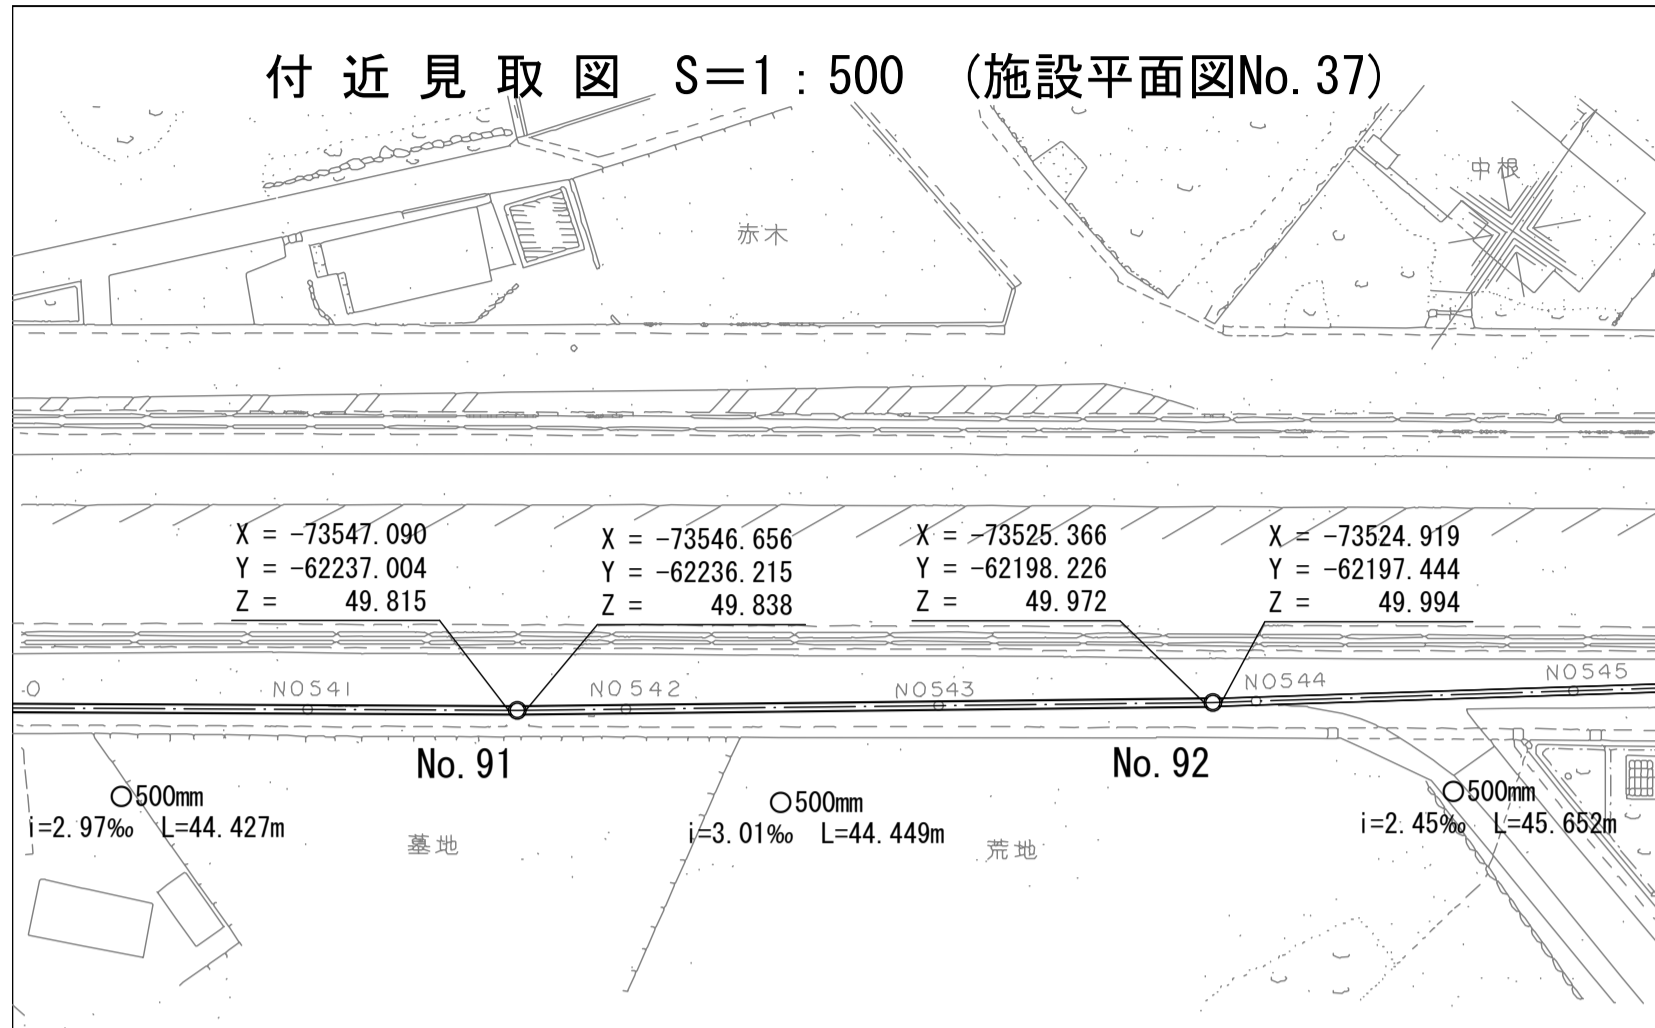 付近見取図 S=1:500 (施設平面図No.37)
中根
赤木
X = -73547.090
Y = -62237.004
Z = 49.815
X = -73546.656
Y = -62236.215
Z = 49.838
X = -73525.366
Y = -62198.226
Z = 49.972
X = -73524.919
Y = -62197.444
Z = 49.994
NO541
NO542
NO543
NO544
NO545
No.91
No.92
○500mm
i=2.97‰ L=44.427m
○500mm
i=3.01‰ L=44.449m
○500mm
i=2.45‰ L=45.652m
墓地
荒地